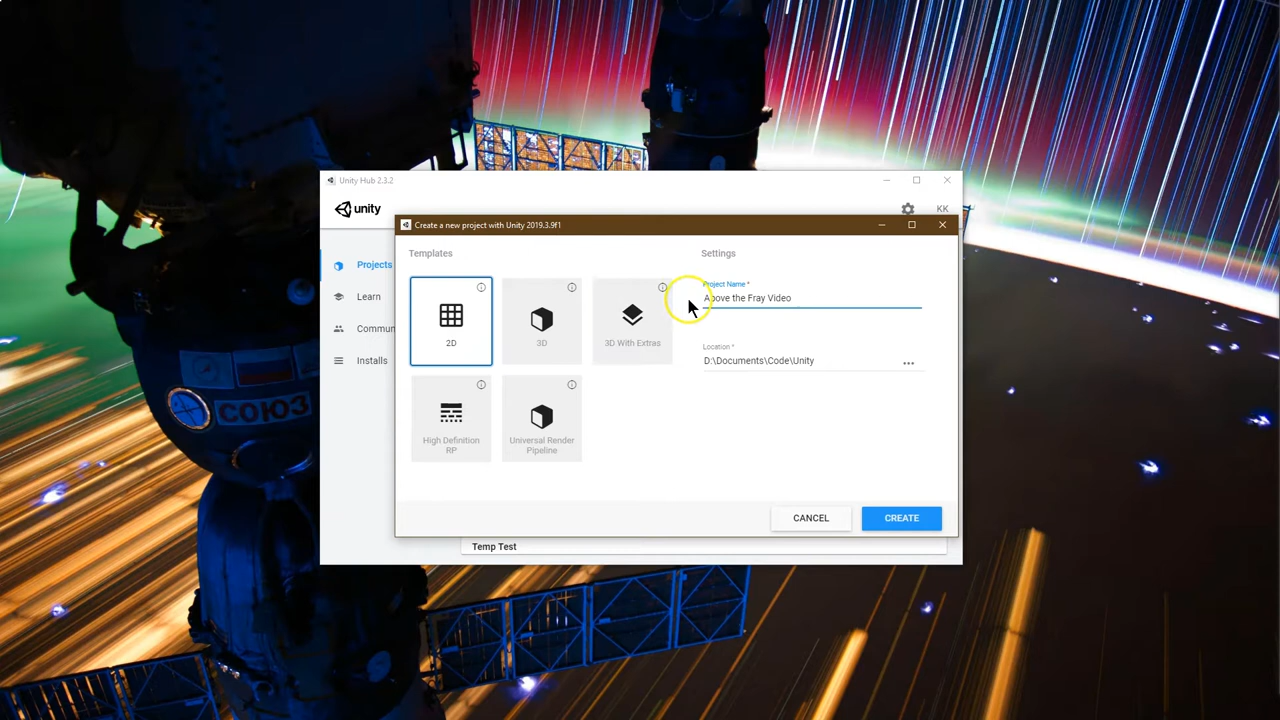 Unity Hub 2.3.2
unity
KK
Create a new project with Unity 2019.3.9f1
Projects
Learn
Commun
Installs
Templates
2D
3D
3D With Extras
High Definition
RP
Universal Render
Pipeline
Settings
Project Name *
Above the Fray Video
Location *
D:\Documents\Code\Unity
CANCEL
CREATE
Temp Test
СОЮЗ